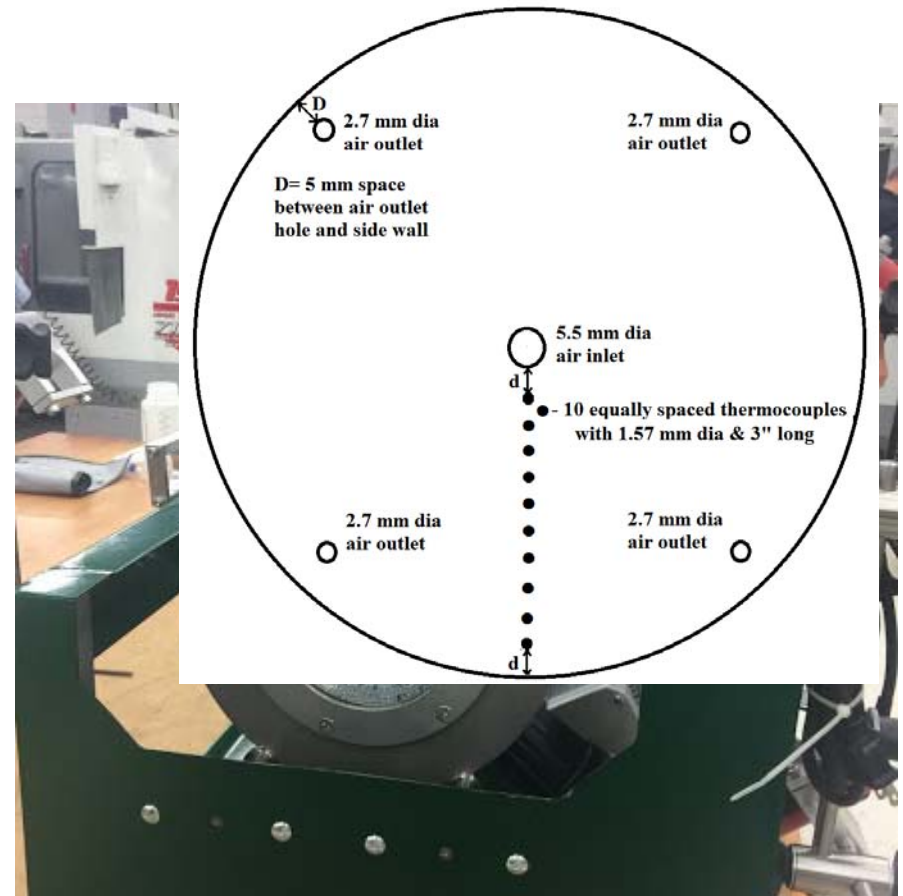 D
2.7 mm dia
air outlet
2.7 mm dia
air outlet
D= 5 mm space
between air outlet
hole and side wall
5.5 mm dia
air inlet
d
- 10 equally spaced thermocouples
with 1.57 mm dia & 3" long
2.7 mm dia
air outlet
2.7 mm dia
air outlet
d